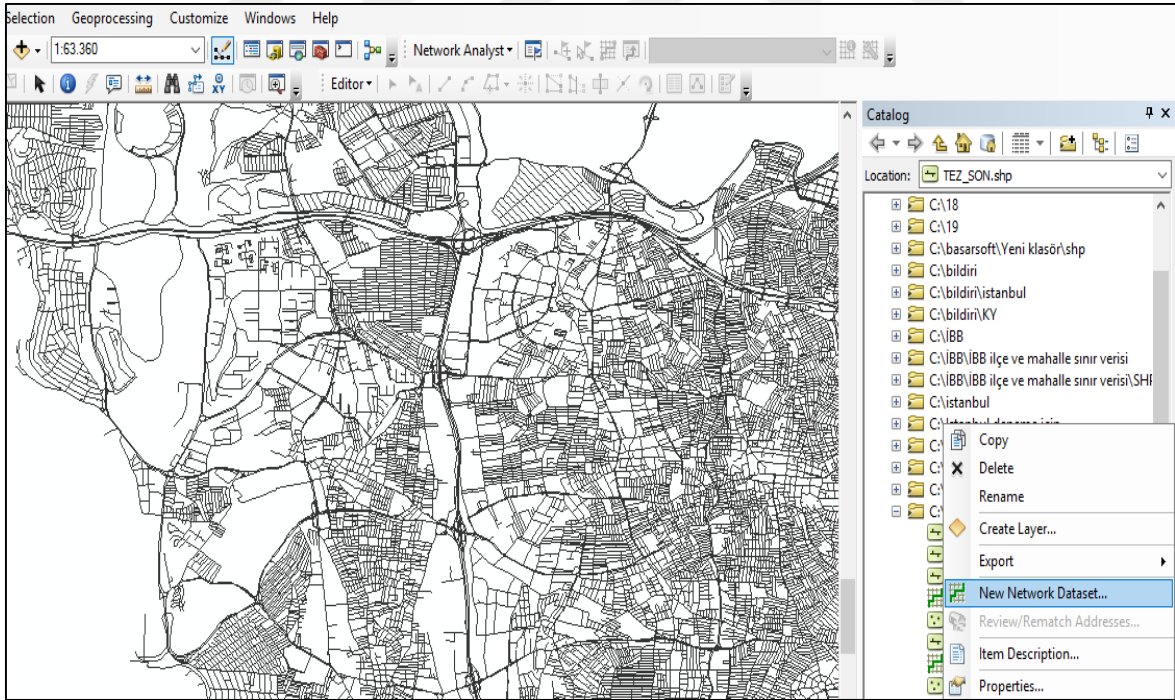 Selection Geoprocessing Customize Windows Help
1:63.360 Network Analyst
Editor
Catalog
Location: TEZ_SON.shp
C:\18
C:\19
C:\basarsoft\Yeni klasör\shp
C:\bildiri
C:\bildiri\istanbul
C:\bildiri\KY
C:\İBB
C:\İBB\İBB ilçe ve mahalle sınır verisi
C:\İBB\İBB ilçe ve mahalle sınır verisi\SHP
C:\istanbul
Copy
Delete
Rename
Create Layer...
Export
New Network Dataset...
Review/Rematch Addresses...
Item Description...
Properties...